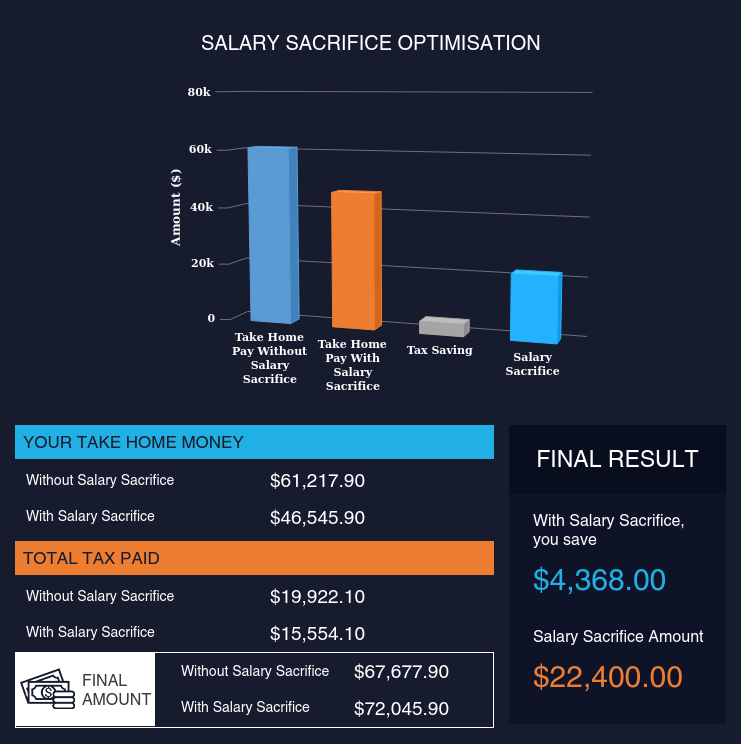 SALARY SACRIFICE OPTIMISATION
80k
60k
40k
20k
0
Amount ($)
Take Home
Pay Without
Salary
Sacrifice
Take Home
Pay With
Salary
Sacrifice
Tax Saving
Salary
Sacrifice
YOUR TAKE HOME MONEY
Without Salary Sacrifice $61,217.90
With Salary Sacrifice $46,545.90
TOTAL TAX PAID
Without Salary Sacrifice $19,922.10
With Salary Sacrifice $15,554.10
FINAL
AMOUNT
Without Salary Sacrifice $67,677.90
With Salary Sacrifice $72,045.90
FINAL RESULT
With Salary Sacrifice,
you save
$4,368.00
Salary Sacrifice Amount
$22,400.00